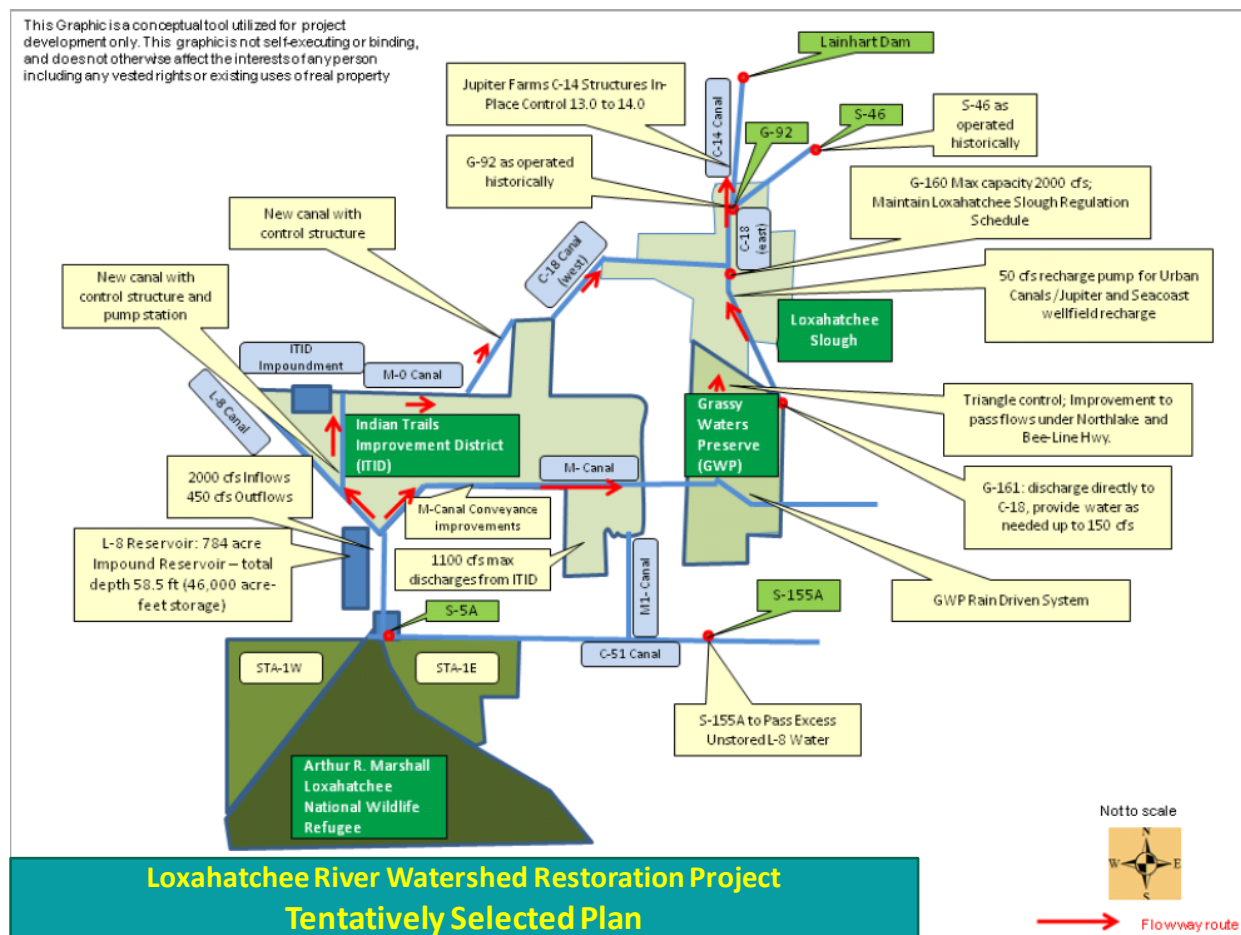 This Graphic is a conceptual tool utilized for project
development only. This graphic is not self-executing or binding,
and does not otherwise affect the interests of any person
including any vested rights or existing uses of real property
Lainhart Dam
Jupiter Farms C-14 Structures In-
Place Control 13.0 to 14.0
C-14 Canal
S-46
G-92
S-46 as
operated
historically
G-92 as operated
historically
G-160 Max capacity 2000 cfs;
Maintain Loxahatchee Slough Regulation
Schedule
New canal with
control structure
C-18
(east)
C-18 Canal
(west)
New canal with
control structure and
pump station
50 cfs recharge pump for Urban
Canals /Jupiter and Seacoast
wellfield recharge
Loxahatchee
Slough
ITID
Impoundment
M-0 Canal
L-8 Canal
Indian Trails
Improvement District
(ITID)
Grassy
Waters
Preserve
(GWP)
Triangle control; Improvement to
pass flows under Northlake and
Bee-Line Hwy.
2000 cfs Inflows
450 cfs Outflows
M- Canal
M-Canal Conveyance
improvements
G-161: discharge directly to
C-18, provide water as
needed up to 150 cfs
L-8 Reservoir: 784 acre
Impound Reservoir – total
depth 58.5 ft (46,000 acre-
feet storage)
1100 cfs max
discharges from ITID
M1- Canal
GWP Rain Driven System
S-5A
S-155A
C-51 Canal
STA-1W
STA-1E
S-155A to Pass Excess
Unstored L-8 Water
Arthur R. Marshall
Loxahatchee
National Wildlife
Refugee
Not to scale
N
W
E
S
Flowway route
Loxahatchee River Watershed Restoration Project
Tentatively Selected Plan